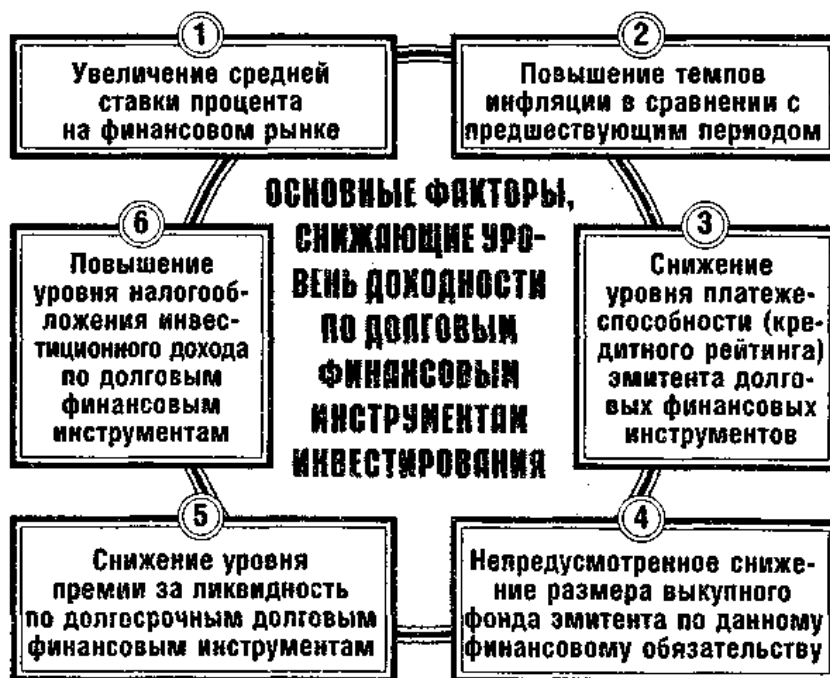 1
Увеличение средней
ставки процента
на финансовом рынке
2
Повышение темпов
инфляции в сравнении с
предшествующим периодом
ОСНОВНЫЕ ФАКТОРЫ,
СНИЖАЮЩИЕ УРО-
ВЕНЬ ДОХОДНОСТИ
ПО ДОЛГОВЫМ
ФИНАНСОВЫМ
ИНСТРУМЕНТАМ
ИНВЕСТИРОВАНИЯ
3
Снижение
уровня платеже-
способности (кре-
дитного рейтинга)
эмитента долго-
вых финансовых
инструментов
4
Непредусмотренное сниже-
ние размера выкупного
фонда эмитента по данному
финансовому обязательству
5
Снижение уровня
премии за ликвидность
по долгосрочным долговым
финансовым инструментам
6
Повышение
уровня налогооб-
ложения инвес-
тиционного дохода
по долговым
финансовым
инструментам